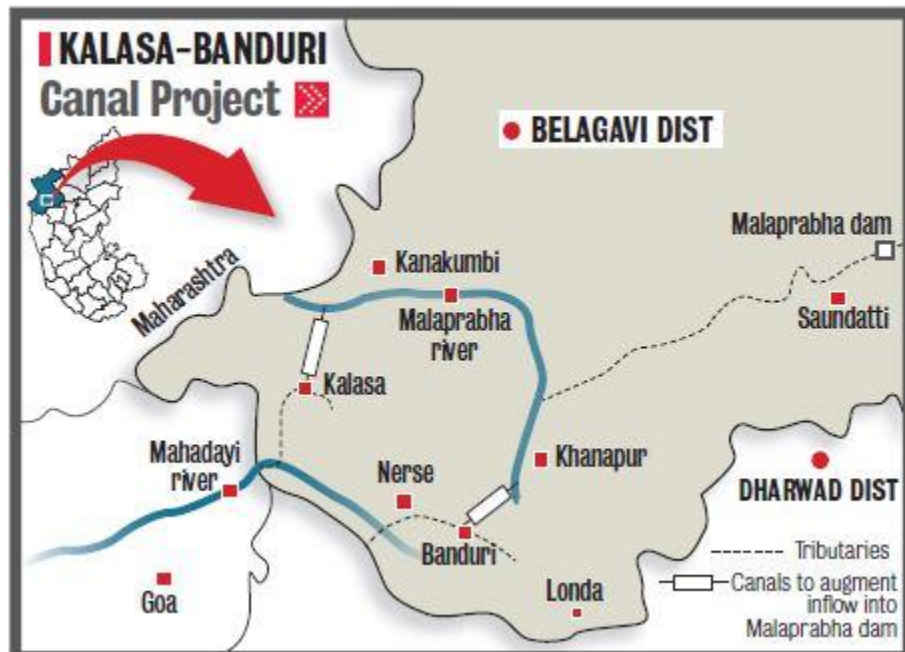 KALASA-BANDURI
Canal Project
BELAGAVI DIST
Malaprabha dam
Kanakumbi
Maharashtra
Malaprabha
river
Saundatti
Kalasa
Mahadayi
river
Nerse
Khanapur
DHARWAD DIST
Banduri
Tributaries
Goa
Londa
Canals to augment
inflow into
Malaprabha dam